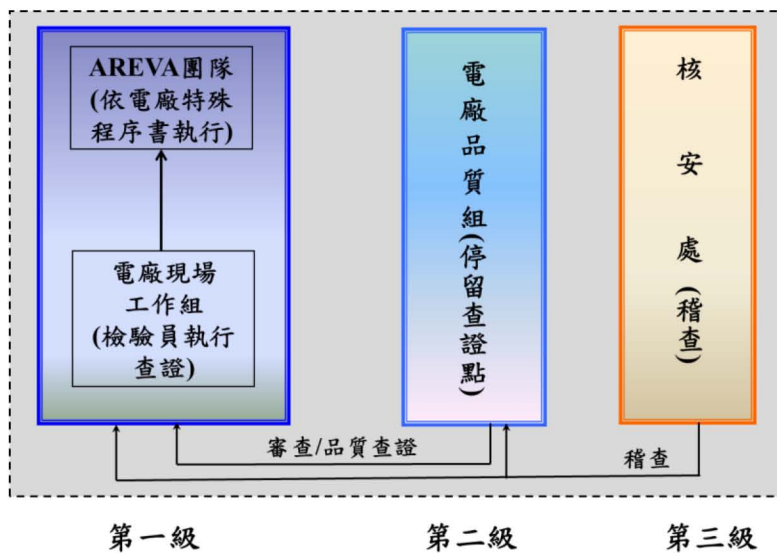 AREVA團隊
(依電廠特殊
程序書執行)
電廠現場
工作組
(檢驗員執行
查證)
電廠品質組(停留查證點)
核安處(稽查)
審查/品質查證
稽查
第一級
第二級
第三級